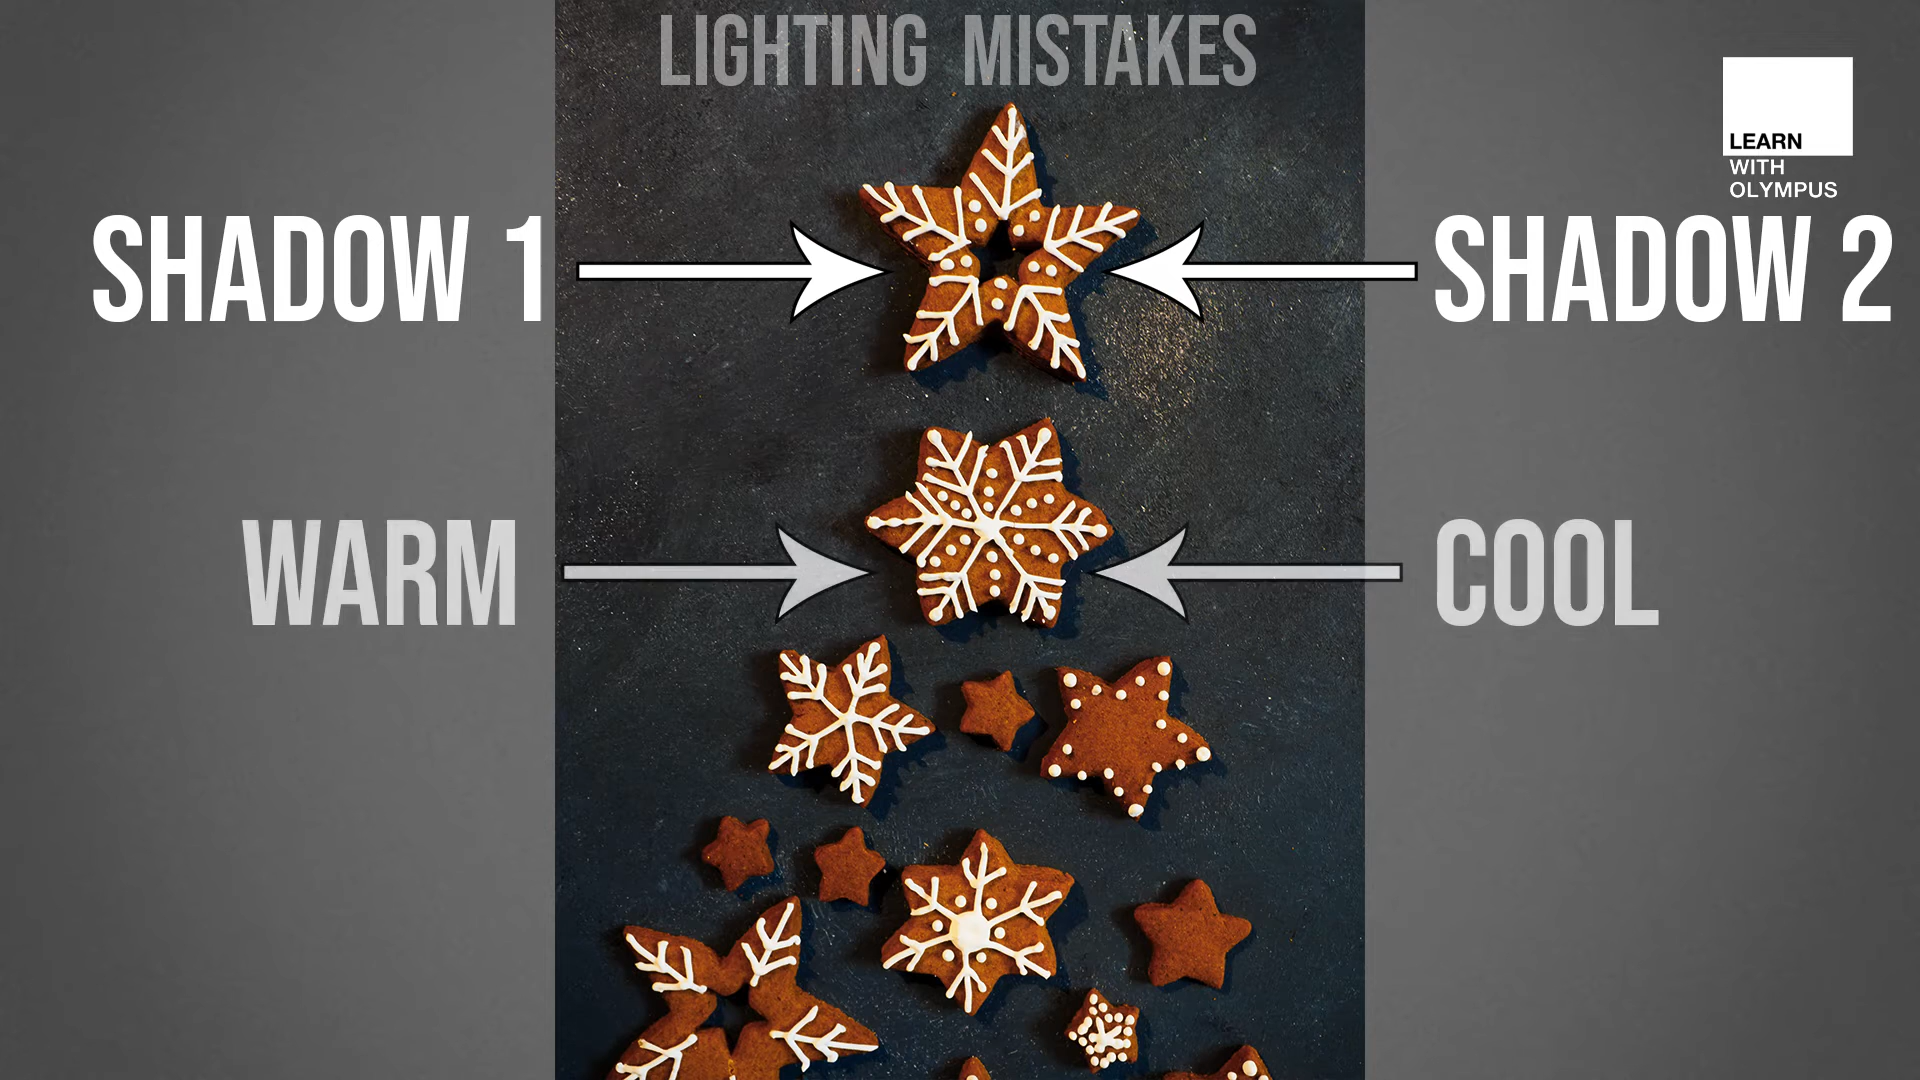 LIGHTING MISTAKES
LEARN
WITH
OLYMPUS
SHADOW 1
SHADOW 2
WARM
COOL